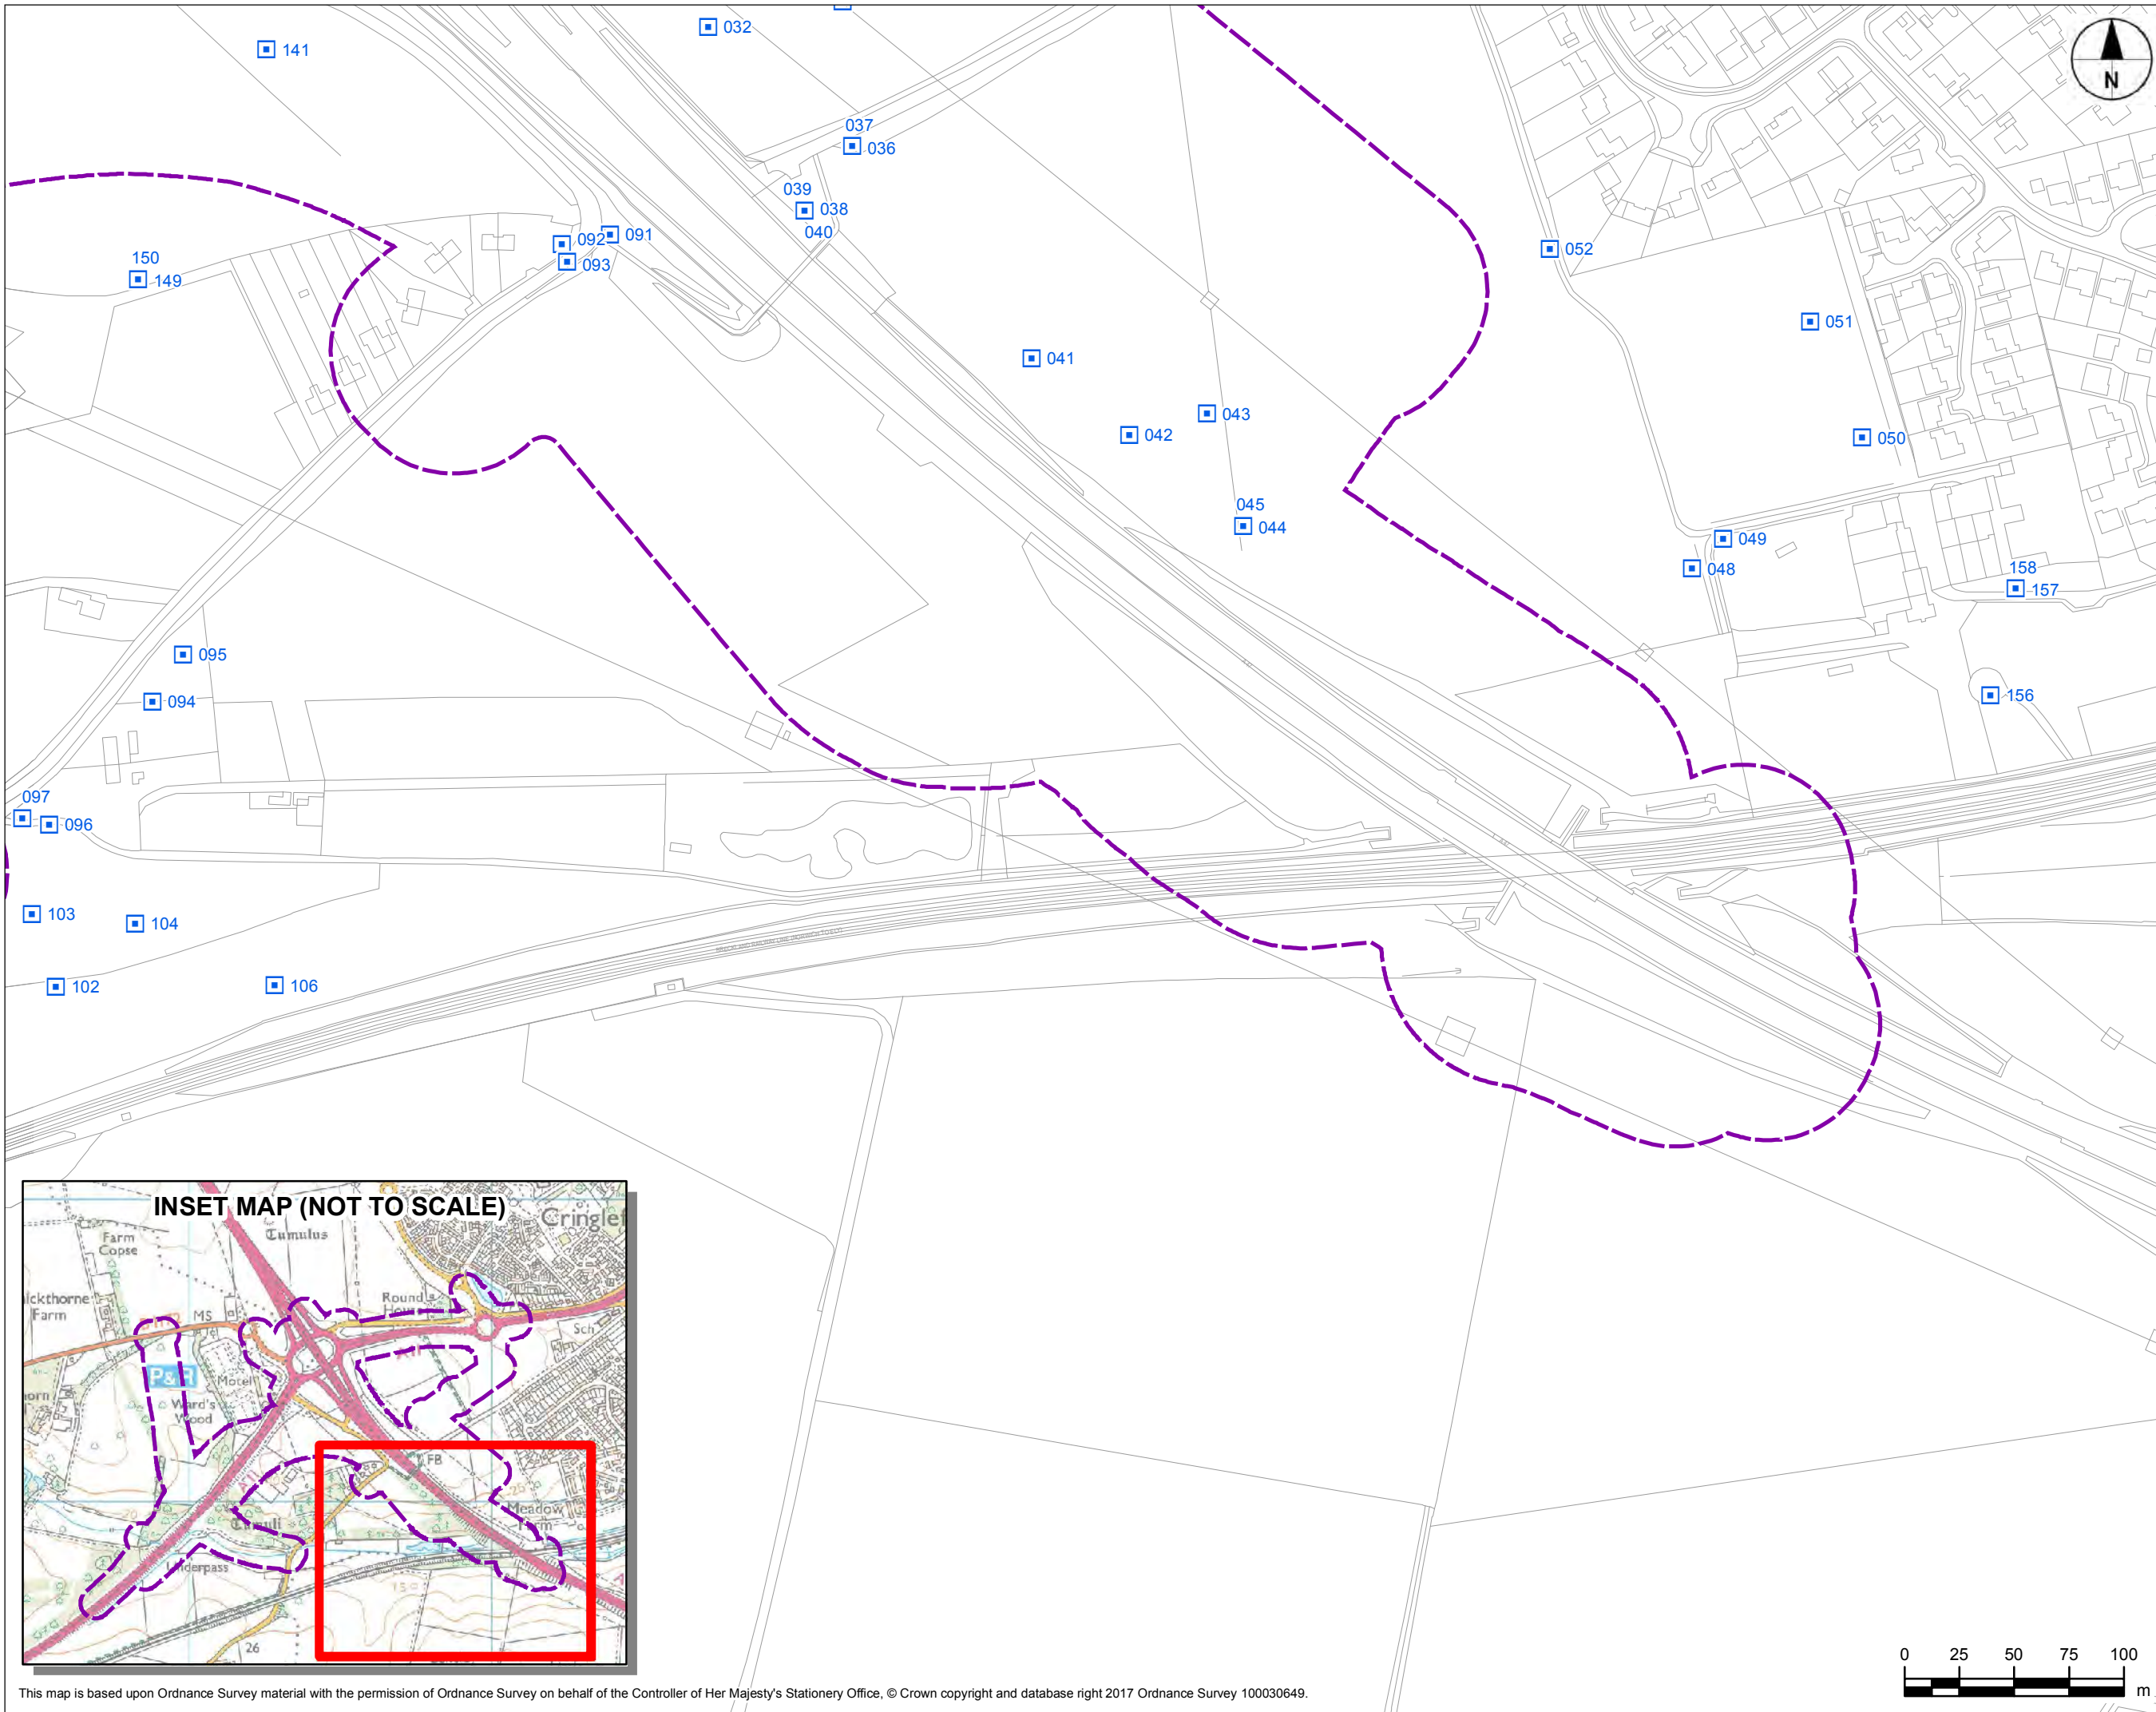 032
141
N
037
036
039
038
040
092
091
093
052
150
149
051
041
043
042
050
045
044
049
048
158
157
095
094
156
097
096
103
104
102
106
INSET MAP (NOT TO SCALE)
Tumulus
Farm
Copse
Farm
MS
Round
House
Sch
P&R
Motel
Ward's
Wood
FB
Meadow
Farm
Tumuli
Underpass
26
0 25 50 75 100
m
This map is based upon Ordnance Survey material with the permission of Ordnance Survey on behalf of the Controller of Her Majesty's Stationery Office, © Crown copyright and database right 2017 Ordnance Survey 100030649.